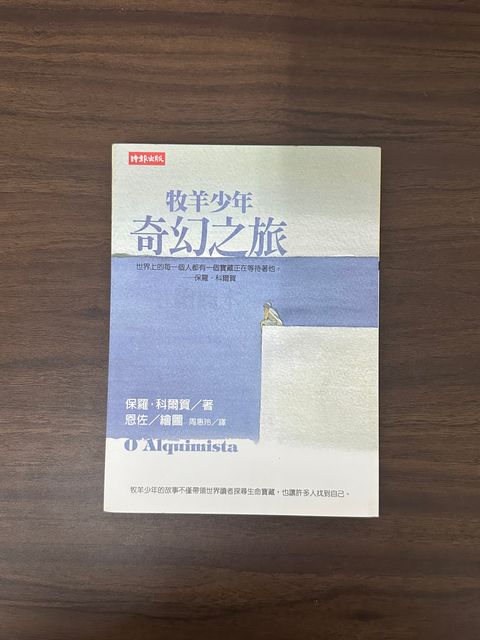 時報出版
牧羊少年
奇幻之旅
世界上的每一個人都有一個寶藏正在等待著他。
——保羅・科爾賀
保羅・科爾賀／著
恩佐／繪圖 周惠玲／譯
O Alquimista
牧羊少年的故事不僅帶領世界讀者探尋生命寶藏，也讓許多人找到自己。